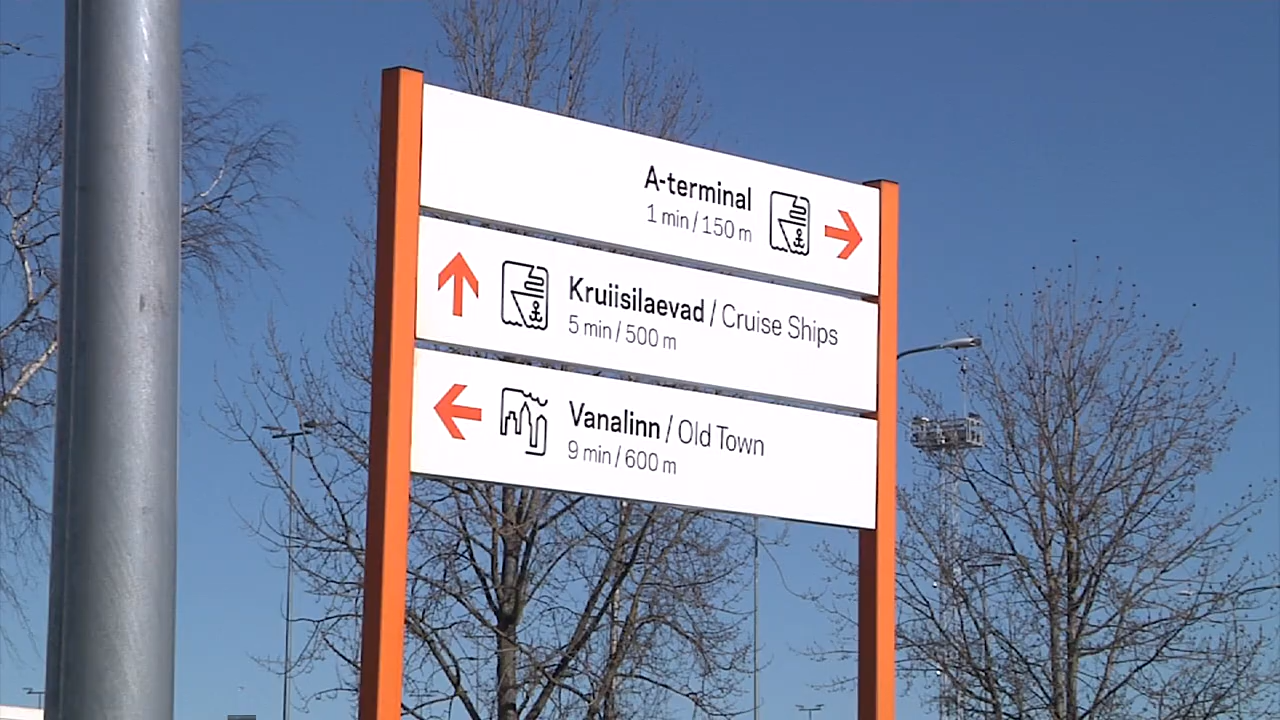 A-terminal
1 min / 150 m
Kruiisilaevad / Cruise Ships
5 min / 500 m
Vanalinn / Old Town
9 min / 600 m